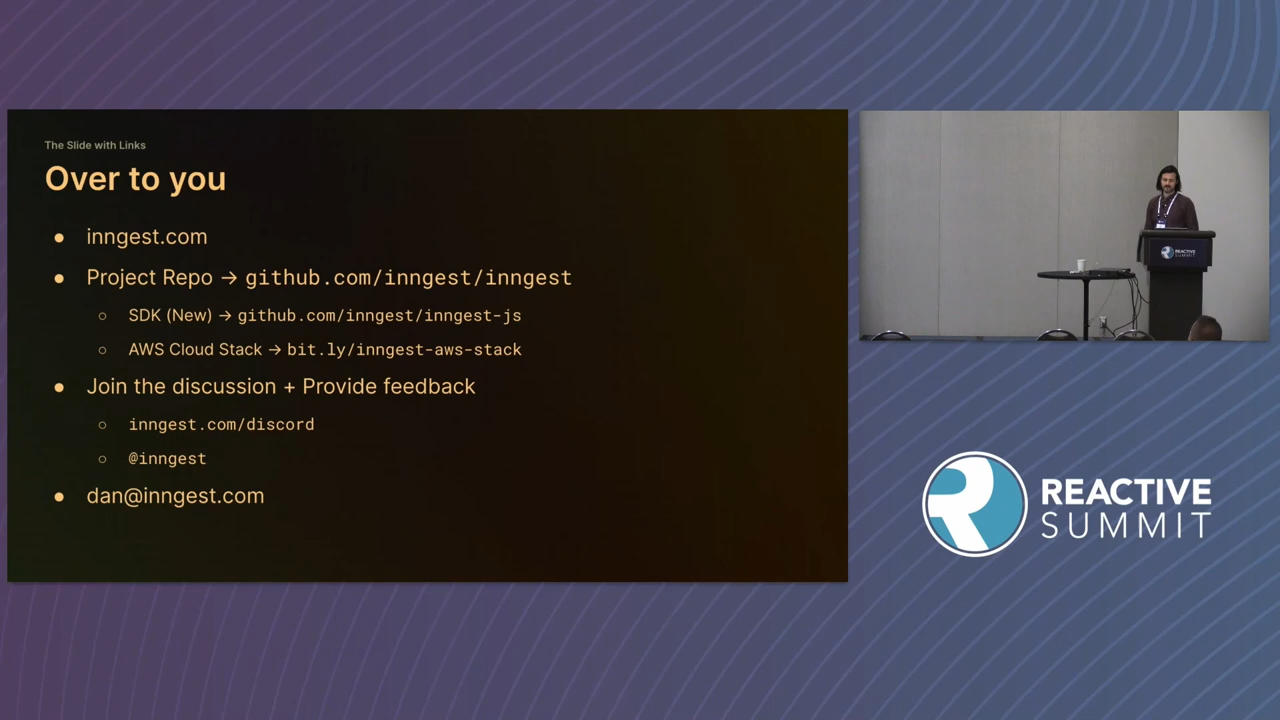 The Slide with Links
Over to you
● inngest.com
● Project Repo → github.com/inngest/inngest
○ SDK (New) → github.com/inngest/inngest-js
○ AWS Cloud Stack → bit.ly/inngest-aws-stack
● Join the discussion + Provide feedback
○ inngest.com/discord
○ @inngest
● dan@inngest.com
REACTIVE
SUMMIT
REACTIVE
SUMMIT